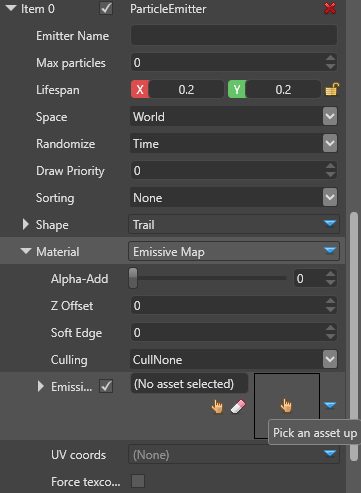 Item 0 ParticleEmitter
Emitter Name
Max particles 0
Lifespan X 0.2 Y 0.2
Space World
Randomize Time
Draw Priority 0
Sorting None
Shape Trail
Material Emissive Map
Alpha-Add 0
Z Offset 0
Soft Edge 0
Culling CullNone
Emissi... (No asset selected)
Pick an asset up
UV coords (None)
Force texco...